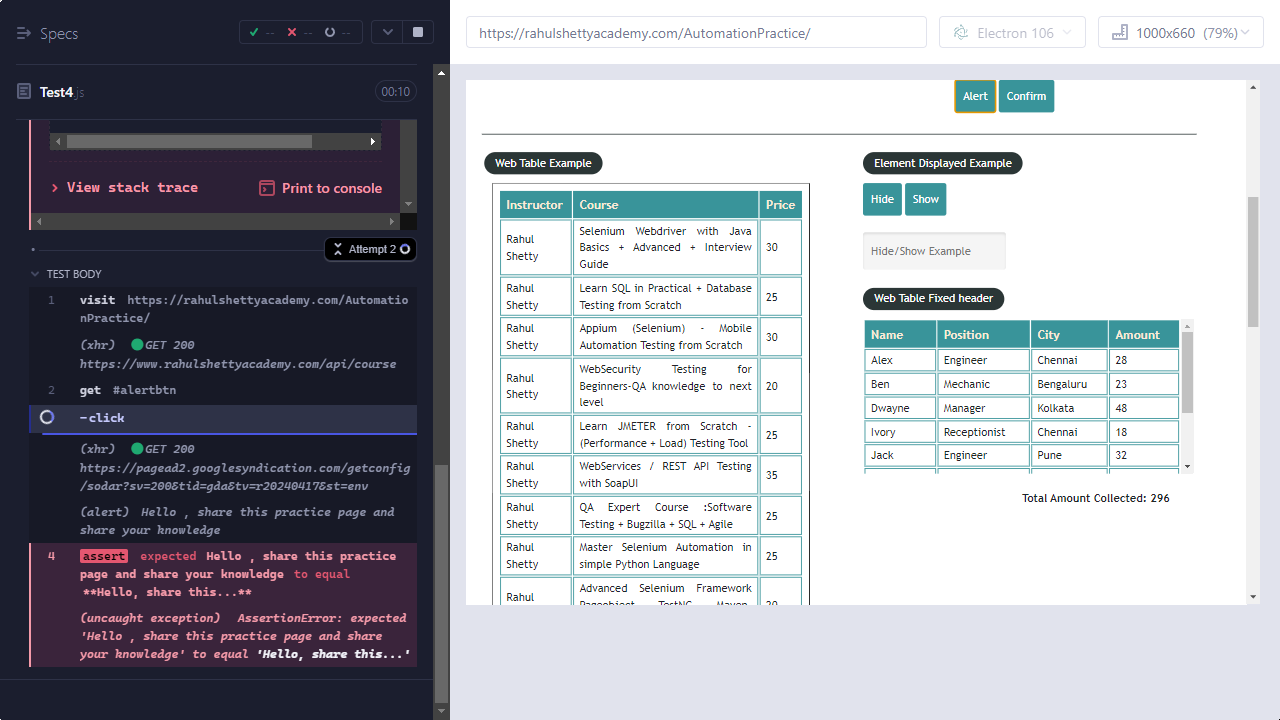 Specs
-- -- --
https://rahulshettyacademy.com/AutomationPractice/
Electron 106
1000x660 (79%)
Test4.js
00:10
View stack trace
Print to console
Attempt 2
TEST BODY
1 visit https://rahulshettyacademy.com/Automatio
nPractice/
(xhr) GET 200
https://www.rahulshettyacademy.com/api/course
2 get #alertbtn
-click
(xhr) GET 200
https://pagead2.googlesyndication.com/getconfig
/sodar?sv=200&tid=gda&tv=r20240417&st=env
(alert) Hello , share this practice page and
share your knowledge
4 assert expected Hello , share this practice
page and share your knowledge to equal
**Hello, share this...**
(uncaught exception) AssertionError: expected
'Hello , share this practice page and share
your knowledge' to equal 'Hello, share this...'
Alert Confirm
Web Table Example
Instructor Course Price
Rahul Shetty
Selenium Webdriver with Java
Basics + Advanced + Interview
Guide
30
Rahul Shetty
Learn SQL in Practical + Database
Testing from Scratch
25
Rahul Shetty
Appium (Selenium) - Mobile
Automation Testing from Scratch
30
Rahul Shetty
WebSecurity Testing for
Beginners-QA knowledge to next
level
20
Rahul Shetty
Learn JMETER from Scratch -
(Performance + Load) Testing Tool
25
Rahul Shetty
WebServices / REST API Testing
with SoapUI
35
Rahul Shetty
QA Expert Course :Software
Testing + Bugzilla + SQL + Agile
25
Rahul Shetty
Master Selenium Automation in
simple Python Language
25
Rahul
Advanced Selenium Framework
Pageobject, TestNG, Maven,
20
Element Displayed Example
Hide Show
Hide/Show Example
Web Table Fixed header
Name Position City Amount
Alex Engineer Chennai 28
Ben Mechanic Bengaluru 23
Dwayne Manager Kolkata 48
Ivory Receptionist Chennai 18
Jack Engineer Pune 32
Total Amount Collected: 296